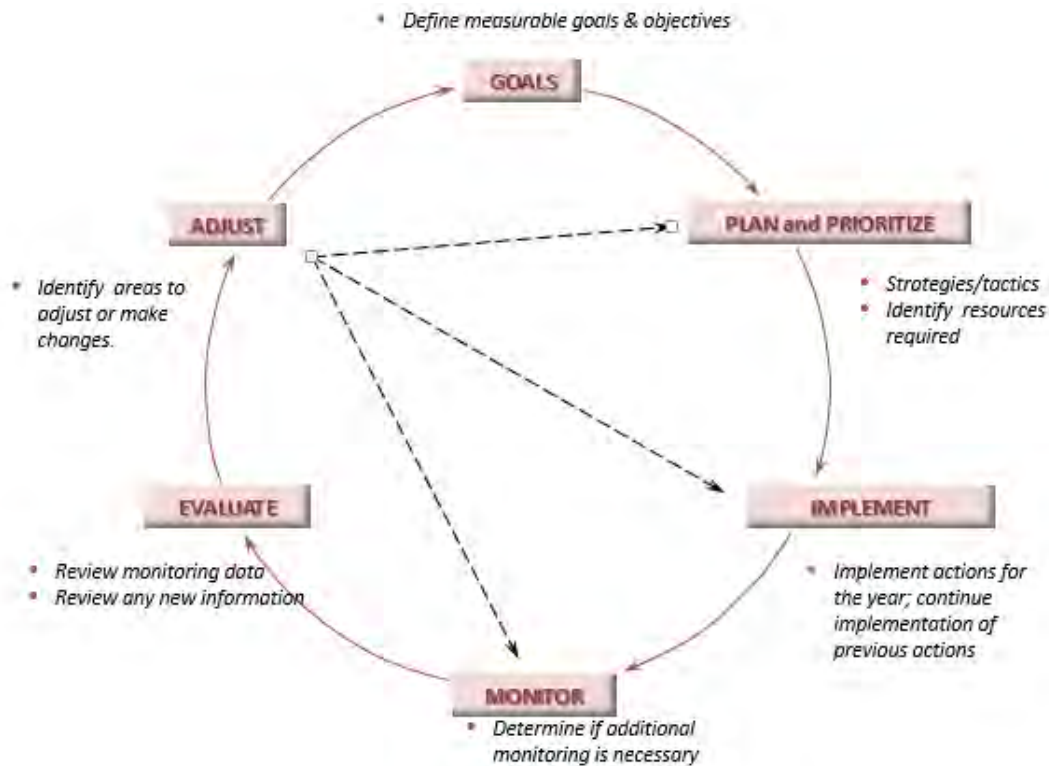 • Define measurable goals & objectives
GOALS
ADJUST
PLAN and PRIORITIZE
• Identify areas to
adjust or make
changes.
• Strategies/tactics
• Identify resources
required
EVALUATE
IMPLEMENT
• Review monitoring data
• Review any new information
• Implement actions for
the year; continue
implementation of
previous actions
MONITOR
• Determine if additional
monitoring is necessary